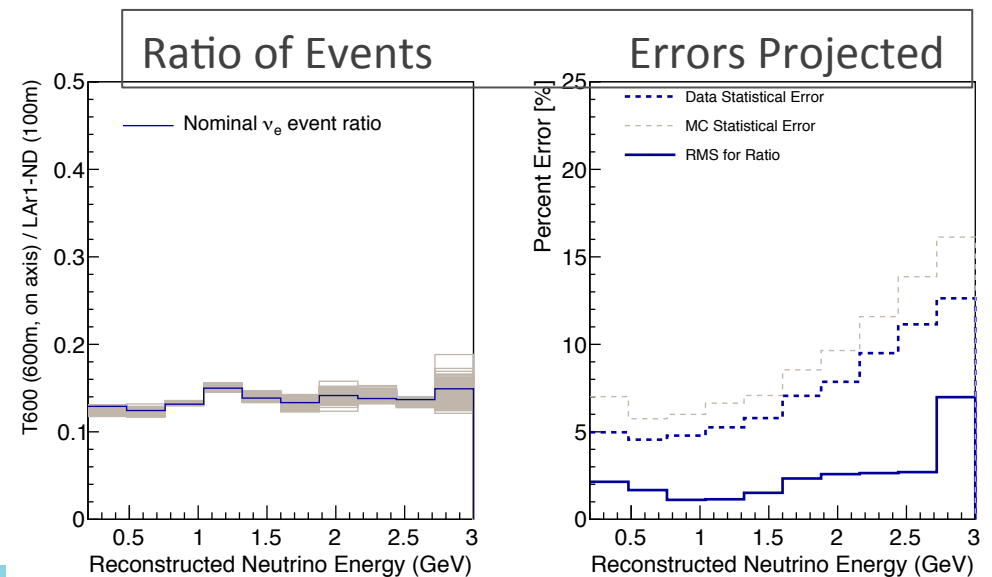 Ratio of Events
Errors Projected
T600 (600m, on axis) / LAr1-ND (100m)
0.5
0.4
0.3
0.2
0.1
0
Nominal νe event ratio
0.5
1
1.5
2
2.5
3
Reconstructed Neutrino Energy (GeV)
Percent Error [%]
25
20
15
10
5
0
Data Statistical Error
MC Statistical Error
RMS for Ratio
0.5
1
1.5
2
2.5
3
Reconstructed Neutrino Energy (GeV)